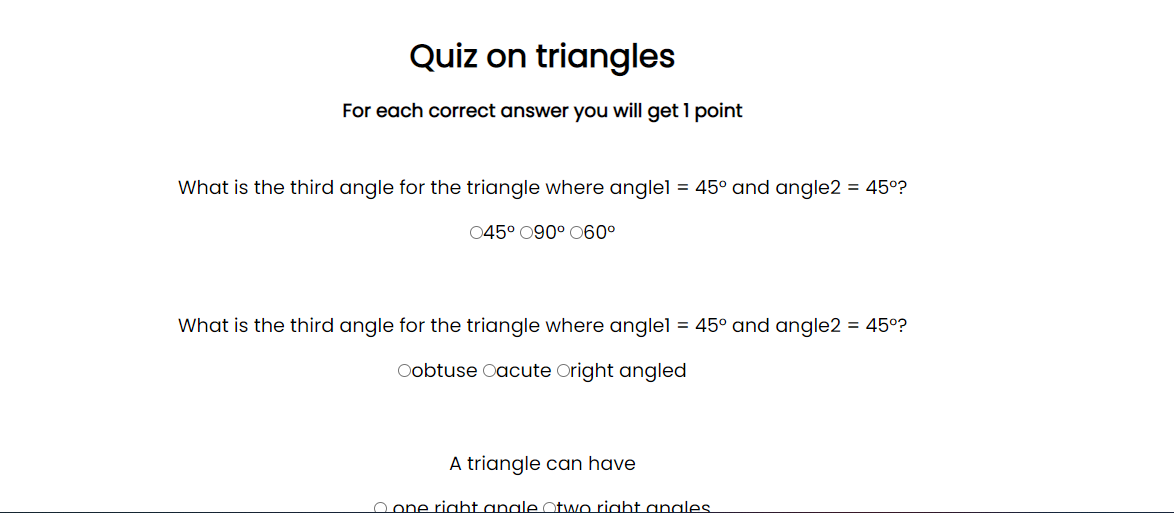 Quiz on triangles
For each correct answer you will get 1 point
What is the third angle for the triangle where angle1 = 45° and angle2 = 45°?
45° 90° 60°
What is the third angle for the triangle where angle1 = 45° and angle2 = 45°?
obtuse acute right angled
A triangle can have
one right angle two right angles